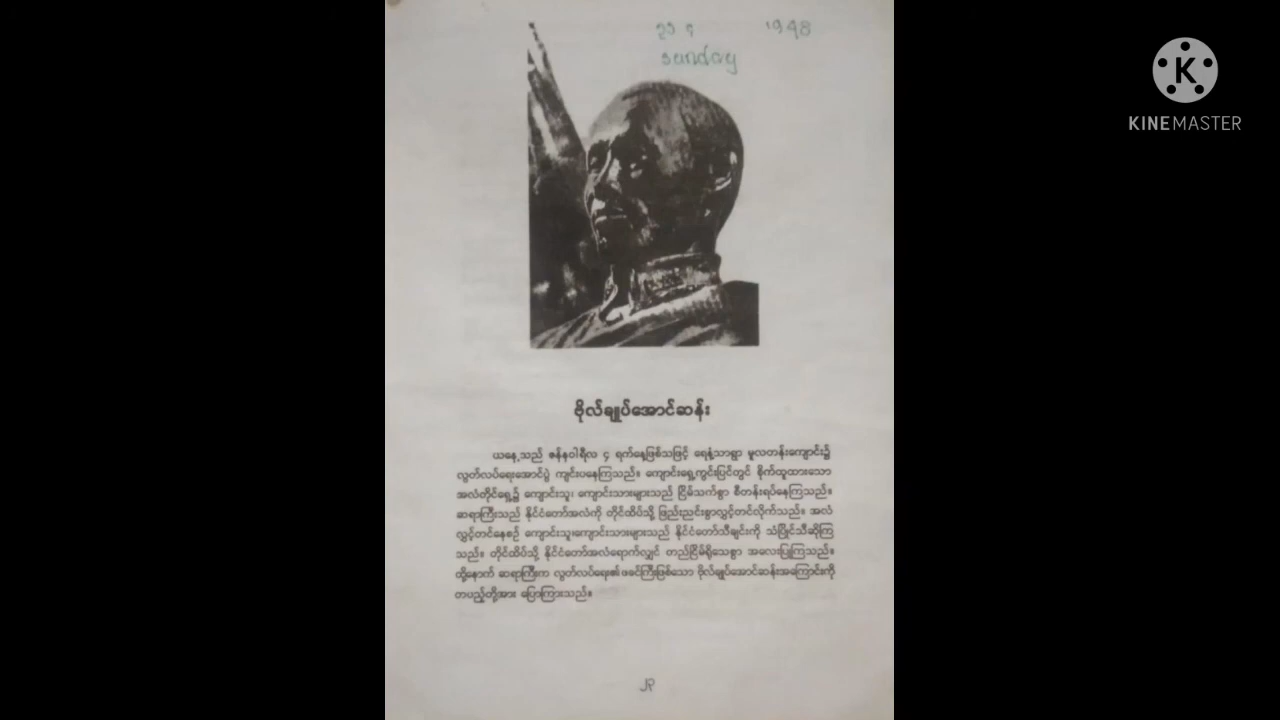 1948
sunday
KINEMASTER
ဗိုလ်ချုပ်အောင်ဆန်း
ယနေ့သည် ဇန်နဝါရီလ ၄ ရက်နေ့ဖြစ်သဖြင့် ရေနံ့သာရွာ မူလတန်းကျောင်း၌
လွတ်လပ်ရေးအောင်ပွဲ ကျင်းပနေကြသည်။ ကျောင်းရှေ့ကွင်းပြင်တွင် စိုက်ထူထားသော
အလံတိုင်ရှေ့၌ ကျောင်းသူ၊ ကျောင်းသားများသည် ငြိမ်သက်စွာ စီတန်းရပ်နေကြသည်။
ဆရာကြီးသည် နိုင်ငံတော်အလံကို တိုင်ထိပ်သို့ ဖြည်းညင်းစွာလွှင့်တင်လိုက်သည်။ အလံ
လွှင့်တင်နေစဉ် ကျောင်းသူ၊ကျောင်းသားများသည် နိုင်ငံတော်သီချင်းကို သံပြိုင်သီဆိုကြ
သည်။ တိုင်ထိပ်သို့ နိုင်ငံတော်အလံရောက်လျှင် တည်ငြိမ်ရိုသေစွာ အလေးပြုကြသည်။
ထို့နောက် ဆရာကြီးက လွတ်လပ်ရေး၏ဖခင်ကြီးဖြစ်သော ဗိုလ်ချုပ်အောင်ဆန်းအကြောင်းကို
တပည့်တို့အား ပြောကြားသည်။
၂၃